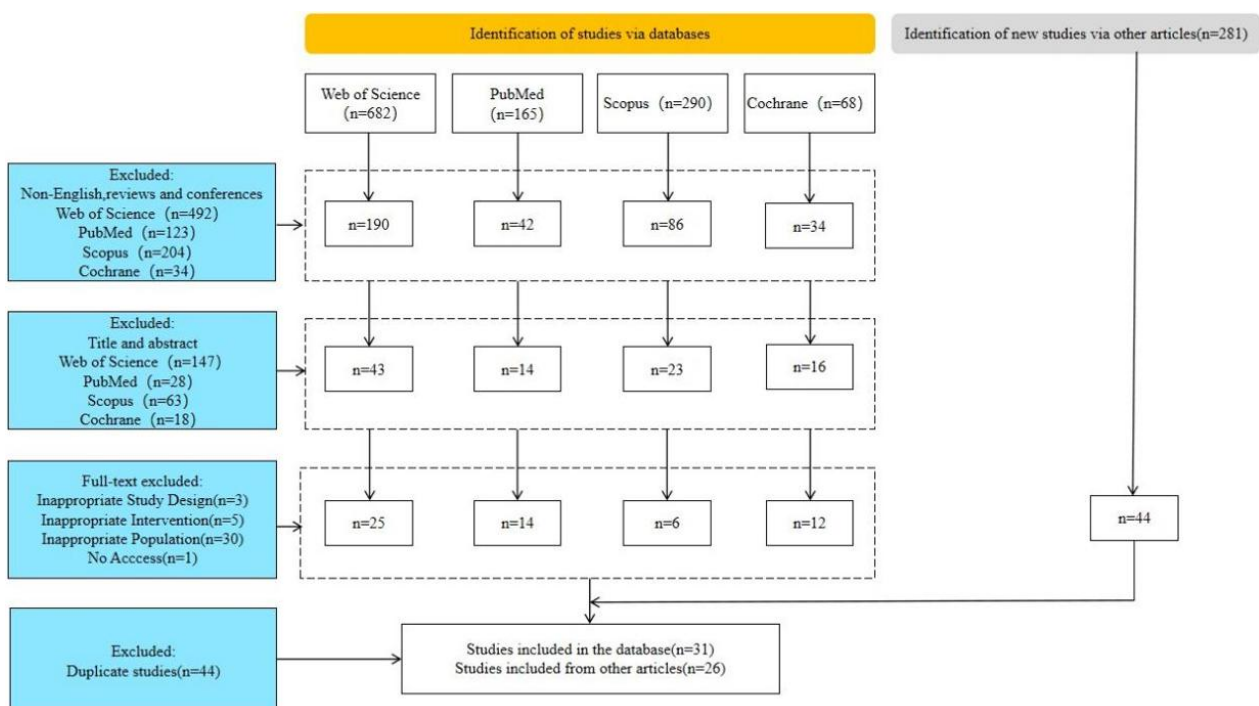 Identification of studies via databases
Identification of new studies via other articles(n=281)
Web of Science
(n=682)
PubMed
(n=165)
Scopus (n=290)
Cochrane (n=68)
Excluded:
Non-English,reviews and conferences
Web of Science (n=492)
PubMed (n=123)
Scopus (n=204)
Cochrane (n=34)
n=190
n=42
n=86
n=34
Excluded:
Title and abstract
Web of Science (n=147)
PubMed (n=28)
Scopus (n=63)
Cochrane (n=18)
n=43
n=14
n=23
n=16
Full-text excluded:
Inappropriate Study Design(n=3)
Inappropriate Intervention(n=5)
Inappropriate Population(n=30)
No Acccess(n=1)
n=25
n=14
n=6
n=12
n=44
Excluded:
Duplicate studies(n=44)
Studies included in the database(n=31)
Studies included from other articles(n=26)